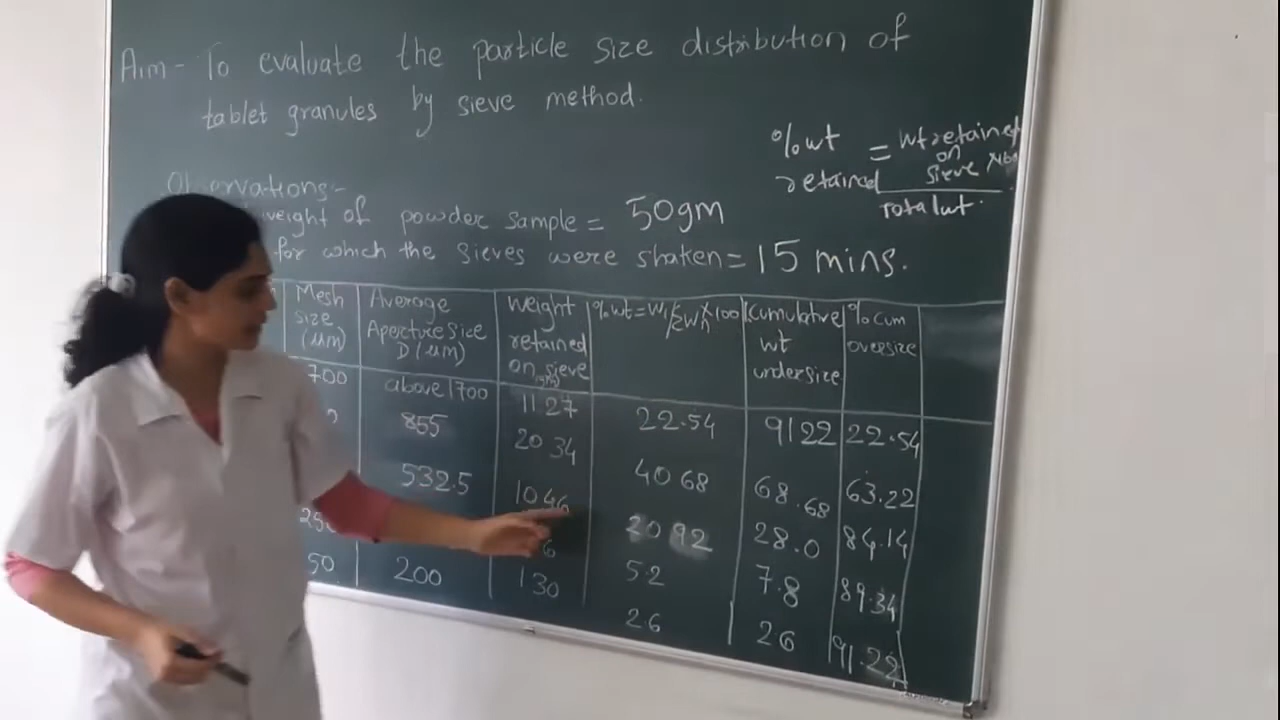 Aim - To evaluate the particle size distribution of
tablet granules by sieve method.
%wt retained = wt retained on sieve
Total wt.
Observations:-
weight of powder sample = 50gm
for which the sieves were shaken = 15 mins.
Mesh size (μm)
Average Aperture size D (μm)
weight retained on sieve
%wt = W1/ΣWn × 100
Cumulative wt undersize
%cum oversize
700 above 1700 11.27 22.54 9122 22.54
855 20 34 40 68 68.68 63.22
532.5 10 46 20 92 28.0 84.14
250 6 5.2 7.8 89.34
50 200 1 30 2.6 26 91.22